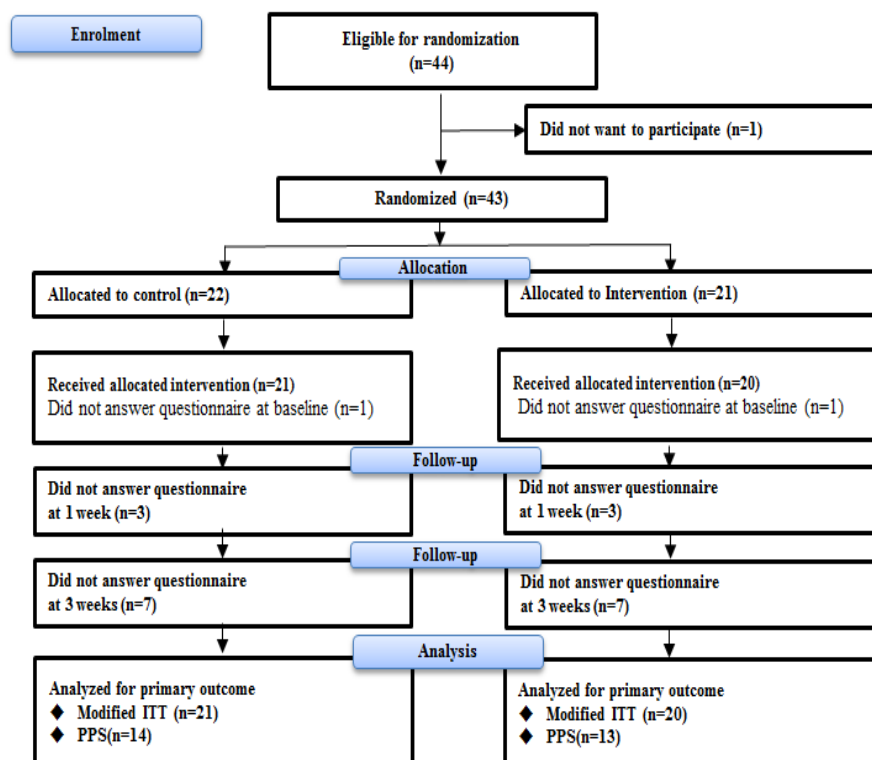 Enrolment
Eligible for randomization
(n=44)
Did not want to participate (n=1)
Randomized (n=43)
Allocation
Allocated to control (n=22)
Allocated to Intervention (n=21)
Received allocated intervention (n=21)
Did not answer questionnaire at baseline (n=1)
Received allocated intervention (n=20)
Did not answer questionnaire at baseline (n=1)
Follow-up
Did not answer questionnaire
at 1 week (n=3)
Did not answer questionnaire
at 1 week (n=3)
Follow-up
Did not answer questionnaire
at 3 weeks (n=7)
Did not answer questionnaire
at 3 weeks (n=7)
Analysis
Analyzed for primary outcome
◆ Modified ITT (n=21)
◆ PPS(n=14)
Analyzed for primary outcome
◆ Modified ITT (n=20)
◆ PPS(n=13)